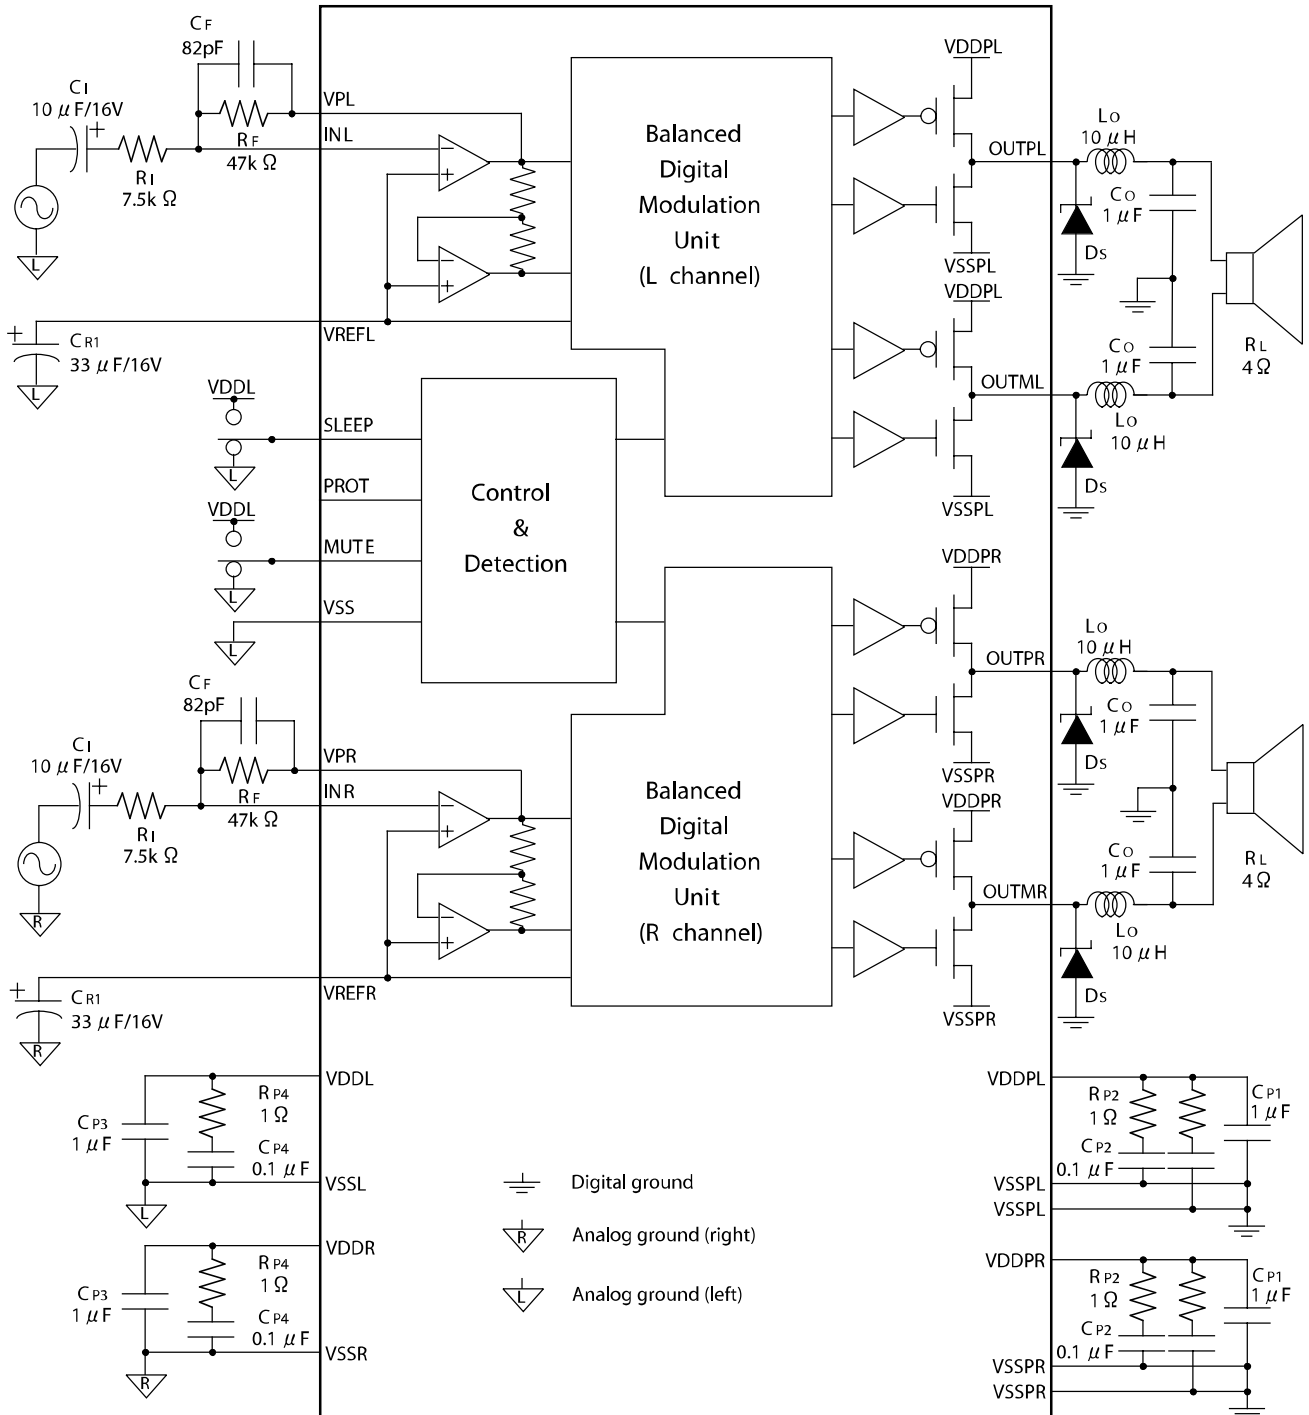 CF
82pF
CI
10 μF/16V
+
RI
7.5k Ω
RF
47k Ω
VPL
INL
L
+
CR1
33 μF/16V
L
VREFL
−
+
−
+
Balanced
Digital
Modulation
Unit
(L channel)
VDDPL
OUTPL
VSSPL
VDDPL
OUTML
VSSPL
LO
10 μH
CO
1 μF
DS
CO
1 μF
RL
4Ω
LO
10 μH
DS
VDDL
SLEEP
L
PROT
VDDL
MUTE
L
VSS
L
Control
&
Detection
CF
82pF
CI
10 μF/16V
+
RI
7.5k Ω
RF
47k Ω
VPR
INR
R
+
CR1
33 μF/16V
R
VREFR
−
+
−
+
Balanced
Digital
Modulation
Unit
(R channel)
VDDPR
OUTPR
VSSPR
VDDPR
OUTMR
VSSPR
LO
10 μH
CO
1 μF
DS
CO
1 μF
RL
4Ω
LO
10 μH
DS
VDDL
RP4
1Ω
CP3
1 μF
CP4
0.1 μF
VSSL
L
VDDR
RP4
1Ω
CP3
1 μF
CP4
0.1 μF
VSSR
R
Digital ground
R
Analog ground (right)
L
Analog ground (left)
VDDPL
RP2
1Ω
CP1
1 μF
CP2
0.1 μF
VSSPL
VSSPL
VDDPR
RP2
1Ω
CP1
1 μF
CP2
0.1 μF
VSSPR
VSSPR